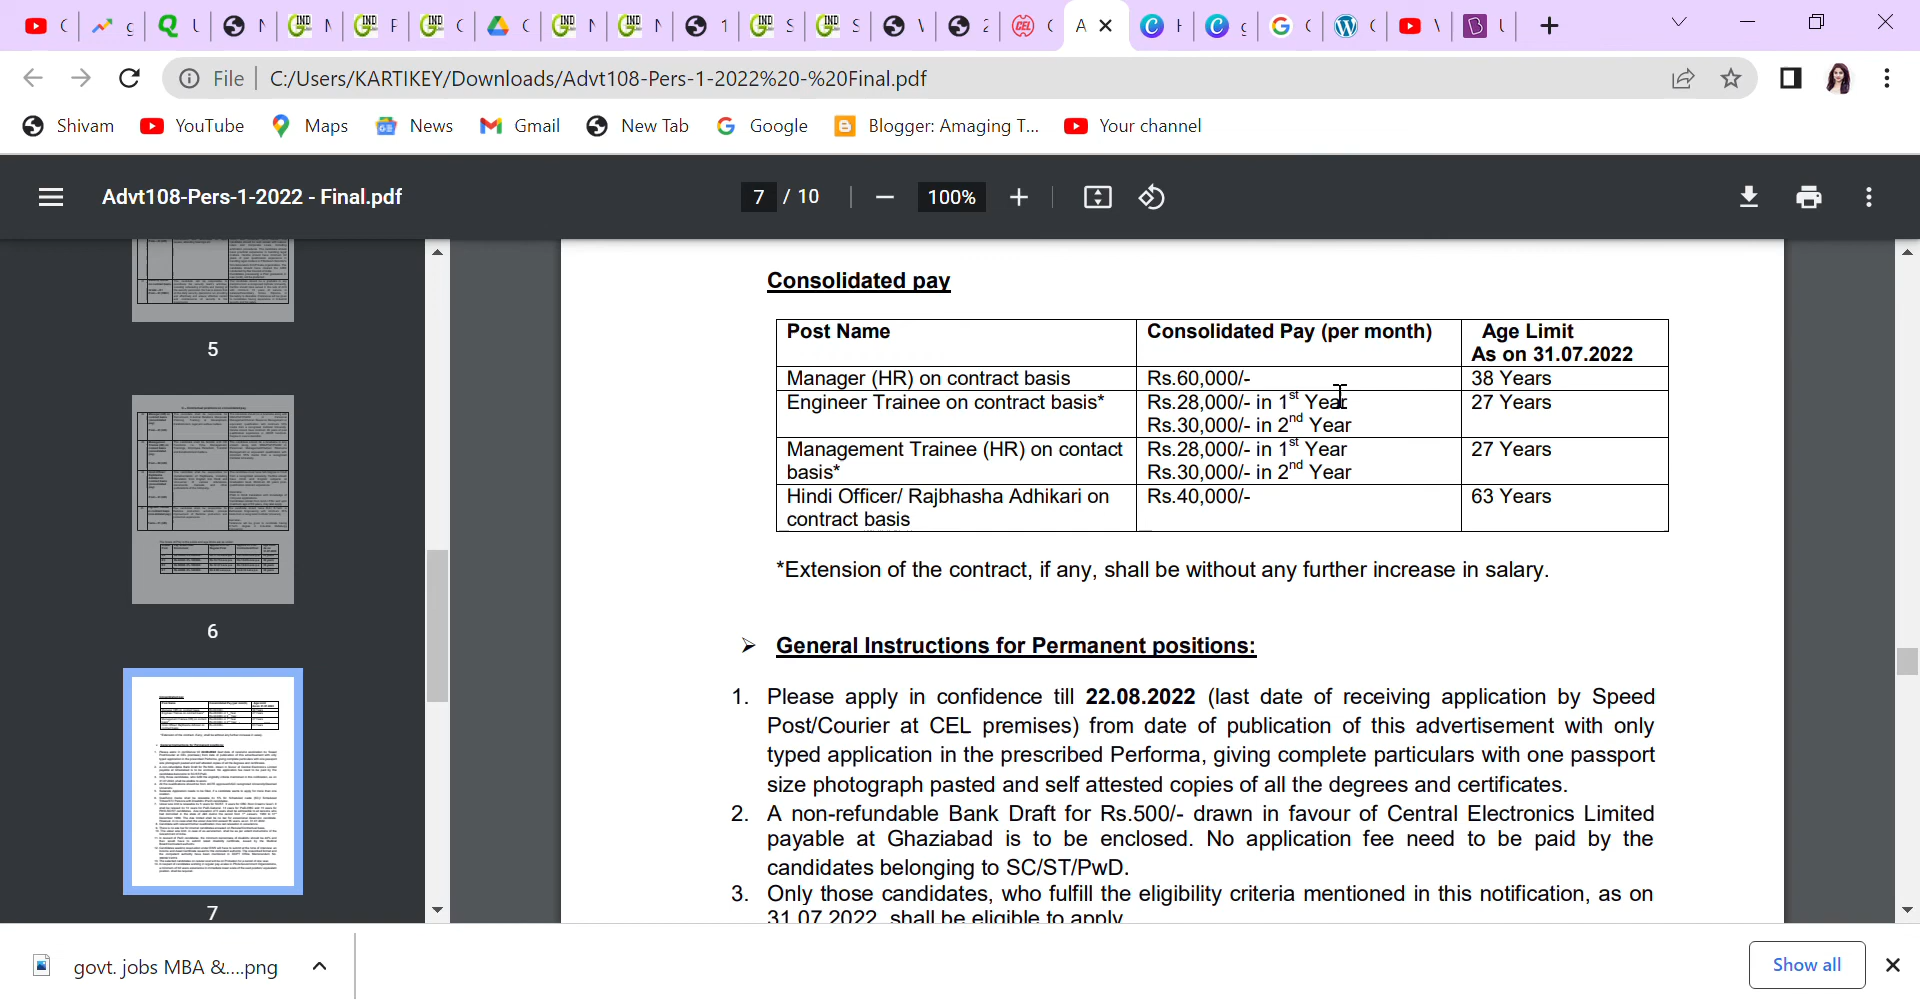 File C:/Users/KARTIKEY/Downloads/Advt108-Pers-1-2022%20-%20Final.pdf
Shivam YouTube Maps News Gmail New Tab Google Blogger: Amaging T... Your channel
Advt108-Pers-1-2022 - Final.pdf 7 / 10 100%
5
6
7
Consolidated pay
Post Name Consolidated Pay (per month) Age Limit
As on 31.07.2022
Manager (HR) on contract basis Rs.60,000/- 38 Years
Engineer Trainee on contract basis* Rs.28,000/- in 1st Year 27 Years
Rs.30,000/- in 2nd Year
Management Trainee (HR) on contact Rs.28,000/- in 1st Year 27 Years
basis* Rs.30,000/- in 2nd Year
Hindi Officer/ Rajbhasha Adhikari on Rs.40,000/- 63 Years
contract basis
*Extension of the contract, if any, shall be without any further increase in salary.
➢ General Instructions for Permanent positions:
1. Please apply in confidence till 22.08.2022 (last date of receiving application by Speed
Post/Courier at CEL premises) from date of publication of this advertisement with only
typed application in the prescribed Performa, giving complete particulars with one passport
size photograph pasted and self attested copies of all the degrees and certificates.
2. A non-refundable Bank Draft for Rs.500/- drawn in favour of Central Electronics Limited
payable at Ghaziabad is to be enclosed. No application fee need to be paid by the
candidates belonging to SC/ST/PwD.
3. Only those candidates, who fulfill the eligibility criteria mentioned in this notification, as on
31.07.2022, shall be eligible to apply
govt. jobs MBA &....png Show all